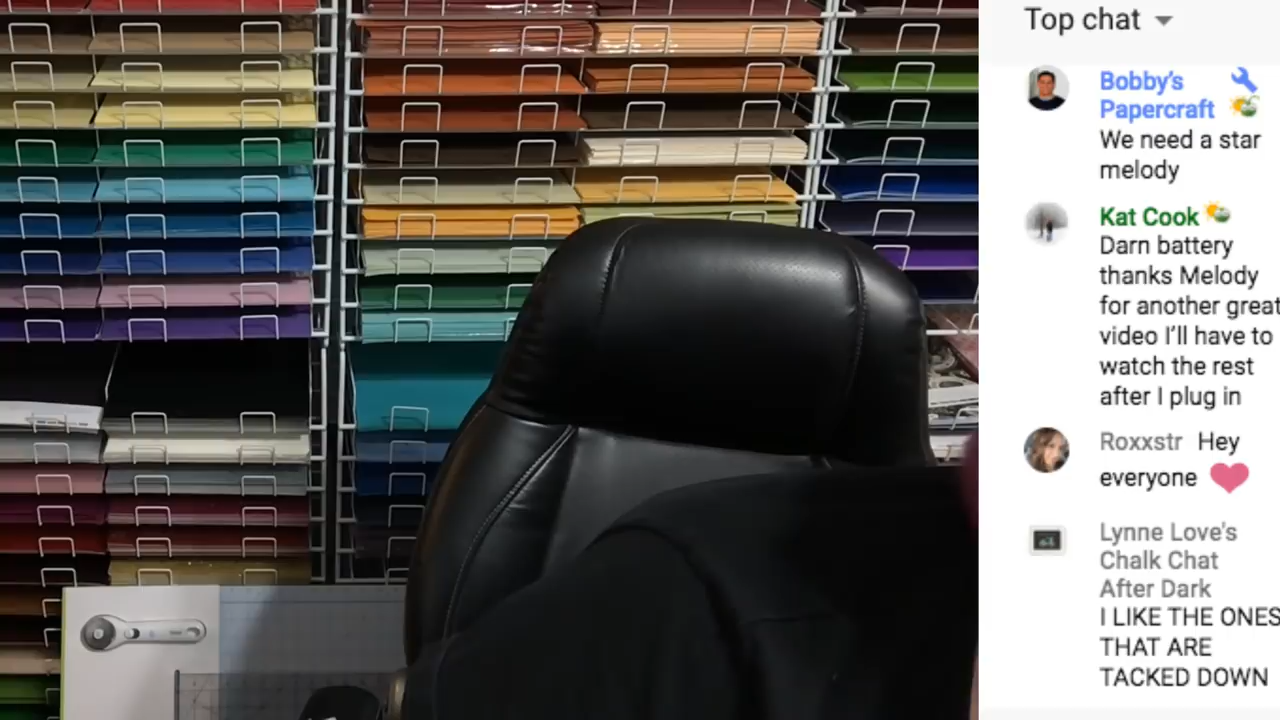 Top chat
Bobby's
Papercraft
We need a star
melody
Kat Cook
Darn battery
thanks Melody
for another great
video I'll have to
watch the rest
after I plug in
Roxxstr Hey
everyone
Lynne Love's
Chalk Chat
After Dark
I LIKE THE ONES
THAT ARE
TACKED DOWN